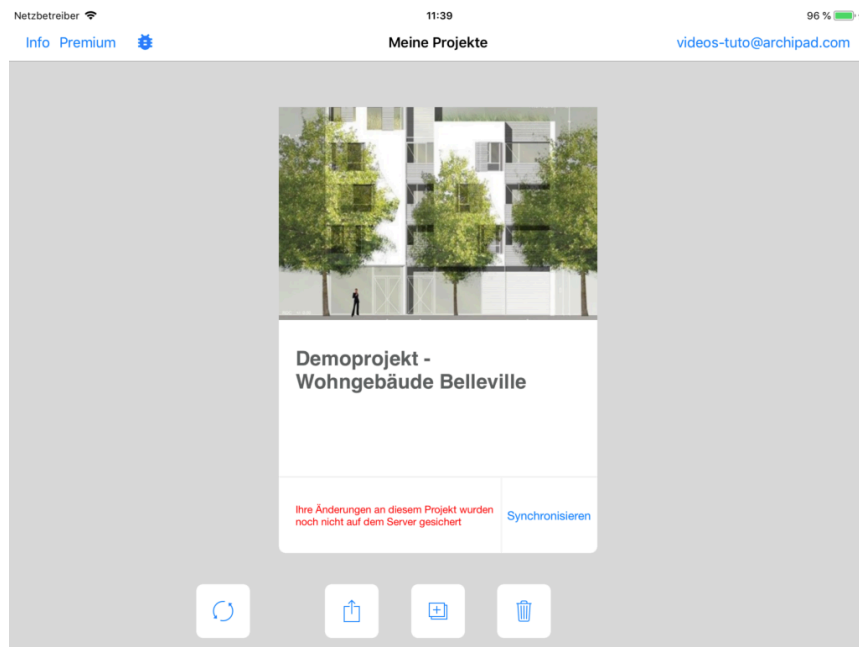 Netzbetreiber 11:39 96 %
Info Premium Meine Projekte videos-tuto@archipad.com
Demoprojekt -
Wohngebäude Belleville
Ihre Änderungen an diesem Projekt wurden
noch nicht auf dem Server gesichert
Synchronisieren